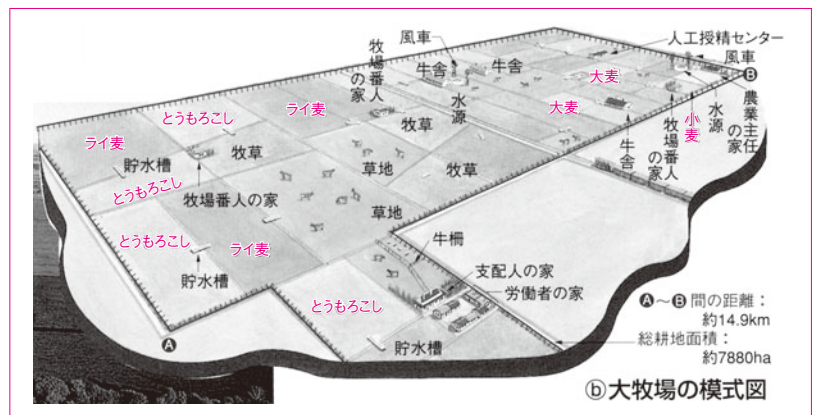 風車
人工授精センター
風車
牧場番人の家
牛舎
牛舎
大麦
Ⓑ
ライ麦
とうもろこし
水源
大麦
小麦
水源
農業主任の家
ライ麦
牧草
牛舎
牧場番人の家
貯水槽
牧草
草地
牧草
とうもろこし
牧場番人の家
草地
とうもろこし
ライ麦
牛柵
貯水槽
支配人の家
労働者の家
とうもろこし
Ⓐ
貯水槽
Ⓐ～Ⓑ間の距離：
約14.9km
総耕地面積：
約7880ha
ⓑ大牧場の模式図